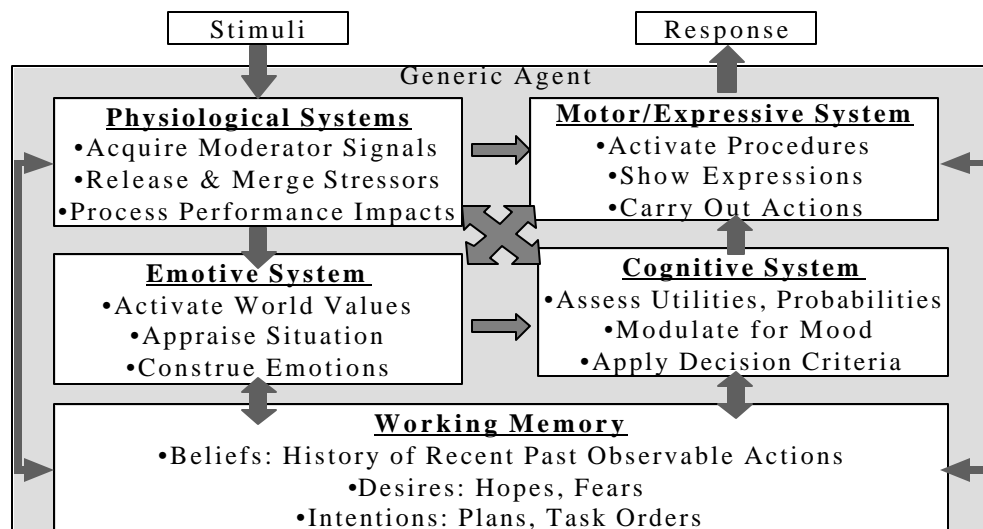 Stimuli
Response
Generic Agent
Physiological Systems
•Acquire Moderator Signals
•Release & Merge Stressors
•Process Performance Impacts
Motor/Expressive System
•Activate Procedures
•Show Expressions
•Carry Out Actions
Emotive System
•Activate World Values
•Appraise Situation
•Construe Emotions
Cognitive System
•Assess Utilities, Probabilities
•Modulate for Mood
•Apply Decision Criteria
Working Memory
•Beliefs: History of Recent Past Observable Actions
•Desires: Hopes, Fears
•Intentions: Plans, Task Orders